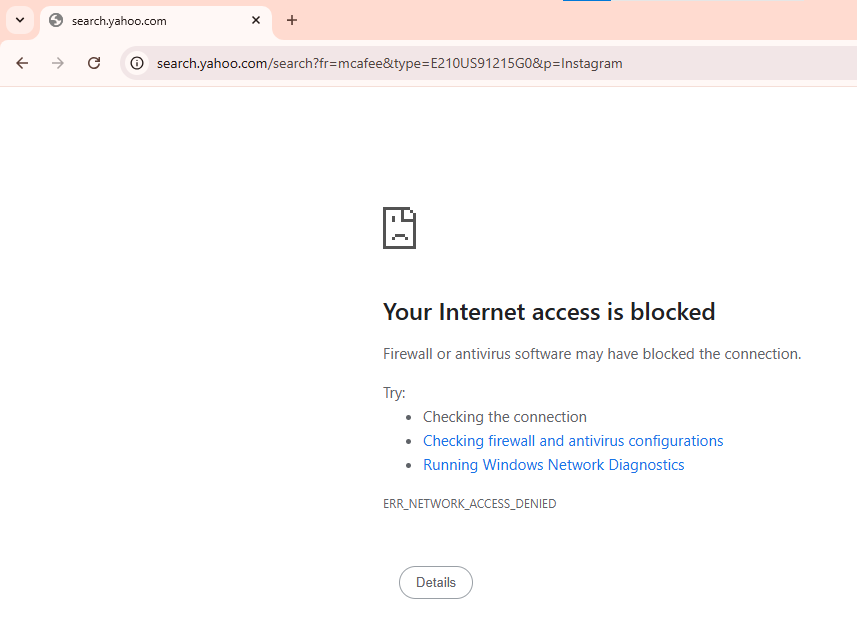 search.yahoo.com
search.yahoo.com/search?fr=mcafee&type=E210US91215G0&p=Instagram
Your Internet access is blocked
Firewall or antivirus software may have blocked the connection.
Try:
Checking the connection
Checking firewall and antivirus configurations
Running Windows Network Diagnostics
ERR_NETWORK_ACCESS_DENIED
Details